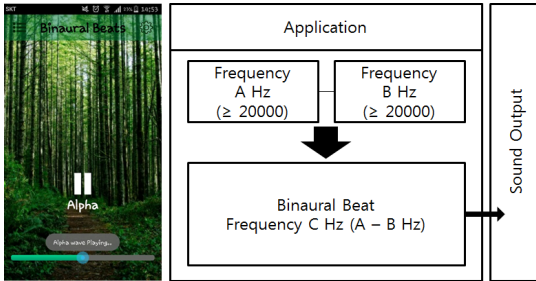 SKT
23% 14:53
Binaural Beats
Alpha
Alpha wave Playing...
Application
Frequency
A Hz
(≥ 20000)
Frequency
B Hz
(≥ 20000)
Binaural Beat
Frequency C Hz (A – B Hz)
Sound Output